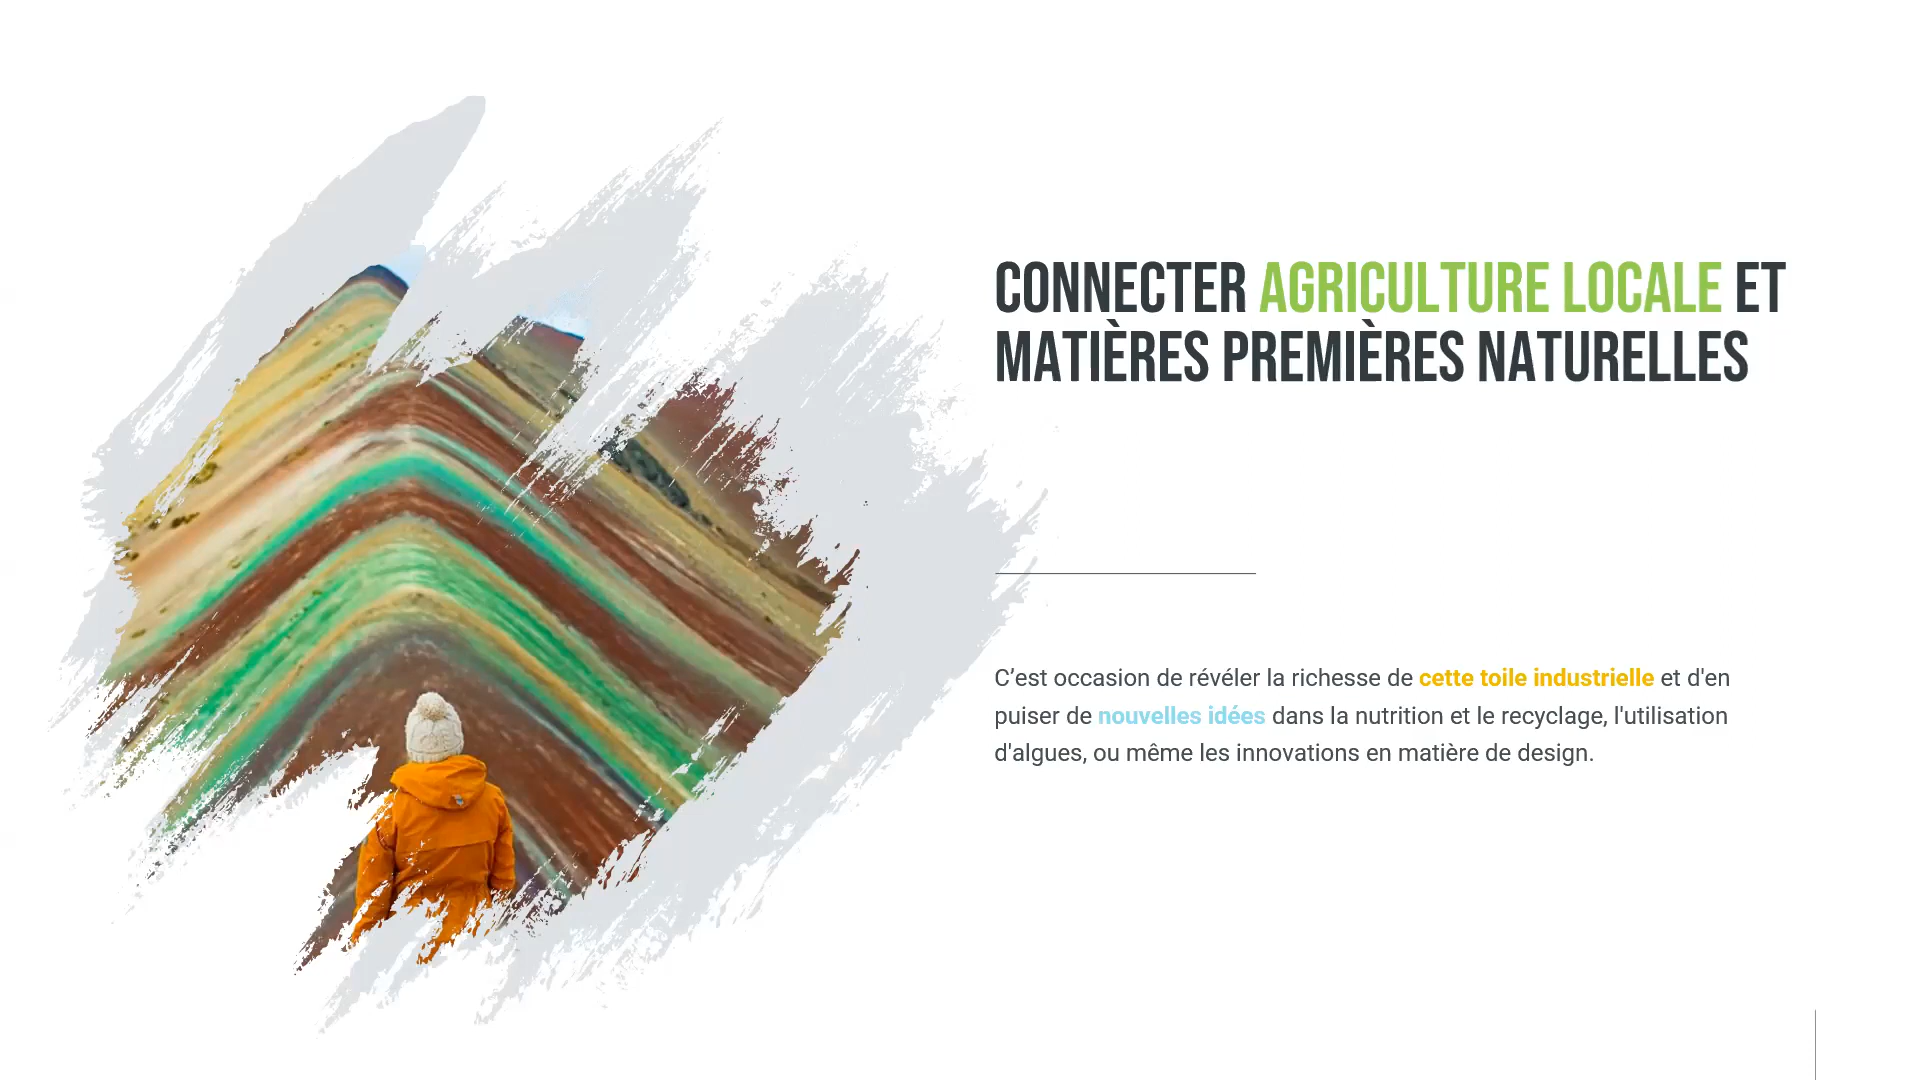 CONNECTER AGRICULTURE LOCALE ET
MATIÈRES PREMIÈRES NATURELLES
C’est occasion de révéler la richesse de cette toile industrielle et d'en
puiser de nouvelles idées dans la nutrition et le recyclage, l'utilisation
d'algues, ou même les innovations en matière de design.